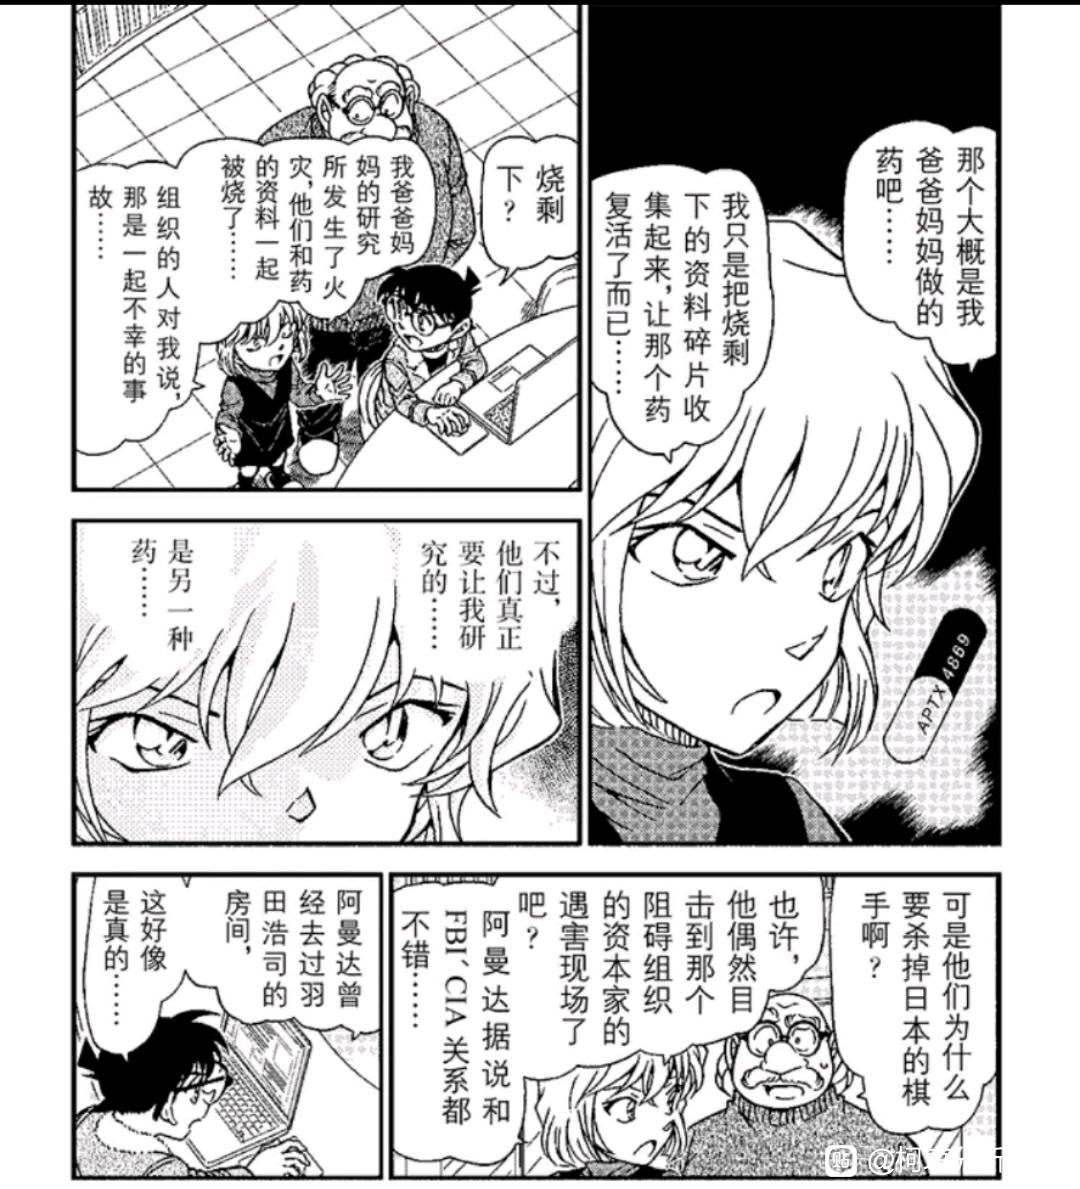 那个大概是我
爸爸妈妈做的
药吧……
我只是把烧剩
下的资料碎片收
集起来，让那个药
复活了而已……
APTX 4869
烧剩
下？
我爸爸妈
妈的研究
所发生了火
灾，他们和药
的资料一起
被烧了……
组织的人对我说，
那是一起不幸的事
故……
不过，
他们真正
要让我研
究的……
是另一种
药……
可是他们为什么
要杀掉日本的棋
手啊？
也许，
他偶然目
击到那个
阻碍组织
的资本家的
遇害现场了
吧？
阿曼达据说和
FBI、CIA关系都
不错……
阿曼达曾
经去过羽
田浩司的
房间，
这好像
是真的……
贴 @柯